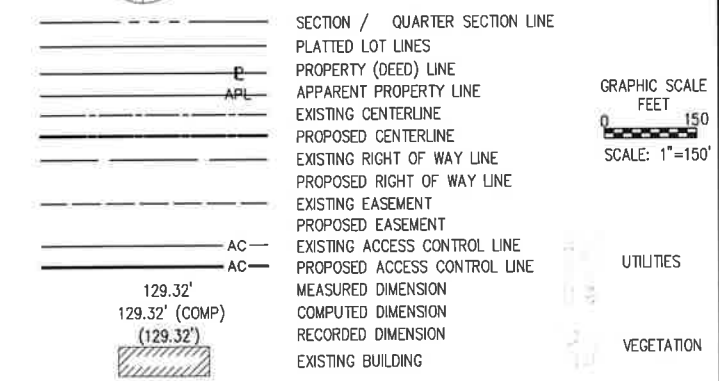 SECTION / QUARTER SECTION LINE
PLATTED LOT LINES
PROPERTY (DEED) LINE
APL APPARENT PROPERTY LINE
EXISTING CENTERLINE
PROPOSED CENTERLINE
EXISTING RIGHT OF WAY LINE
PROPOSED RIGHT OF WAY LINE
EXISTING EASEMENT
PROPOSED EASEMENT
AC EXISTING ACCESS CONTROL LINE
AC PROPOSED ACCESS CONTROL LINE
129.32' MEASURED DIMENSION
129.32' (COMP) COMPUTED DIMENSION
(129.32') RECORDED DIMENSION
EXISTING BUILDING
GRAPHIC SCALE
FEET
0 150
SCALE: 1"=150'
UTILITIES
VEGETATION